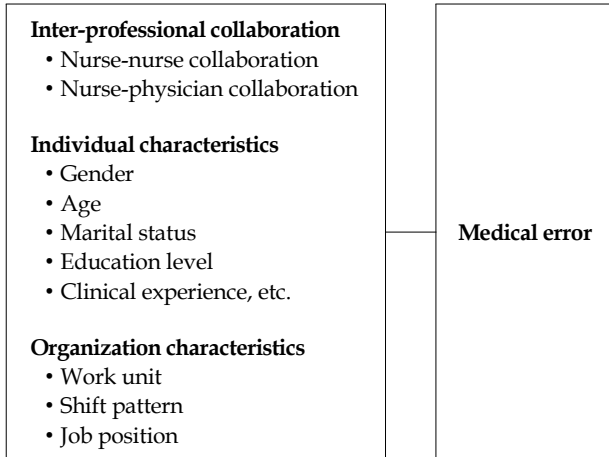 Inter-professional collaboration
• Nurse-nurse collaboration
• Nurse-physician collaboration
Individual characteristics
• Gender
• Age
• Marital status
• Education level
• Clinical experience, etc.
Organization characteristics
• Work unit
• Shift pattern
• Job position
Medical error